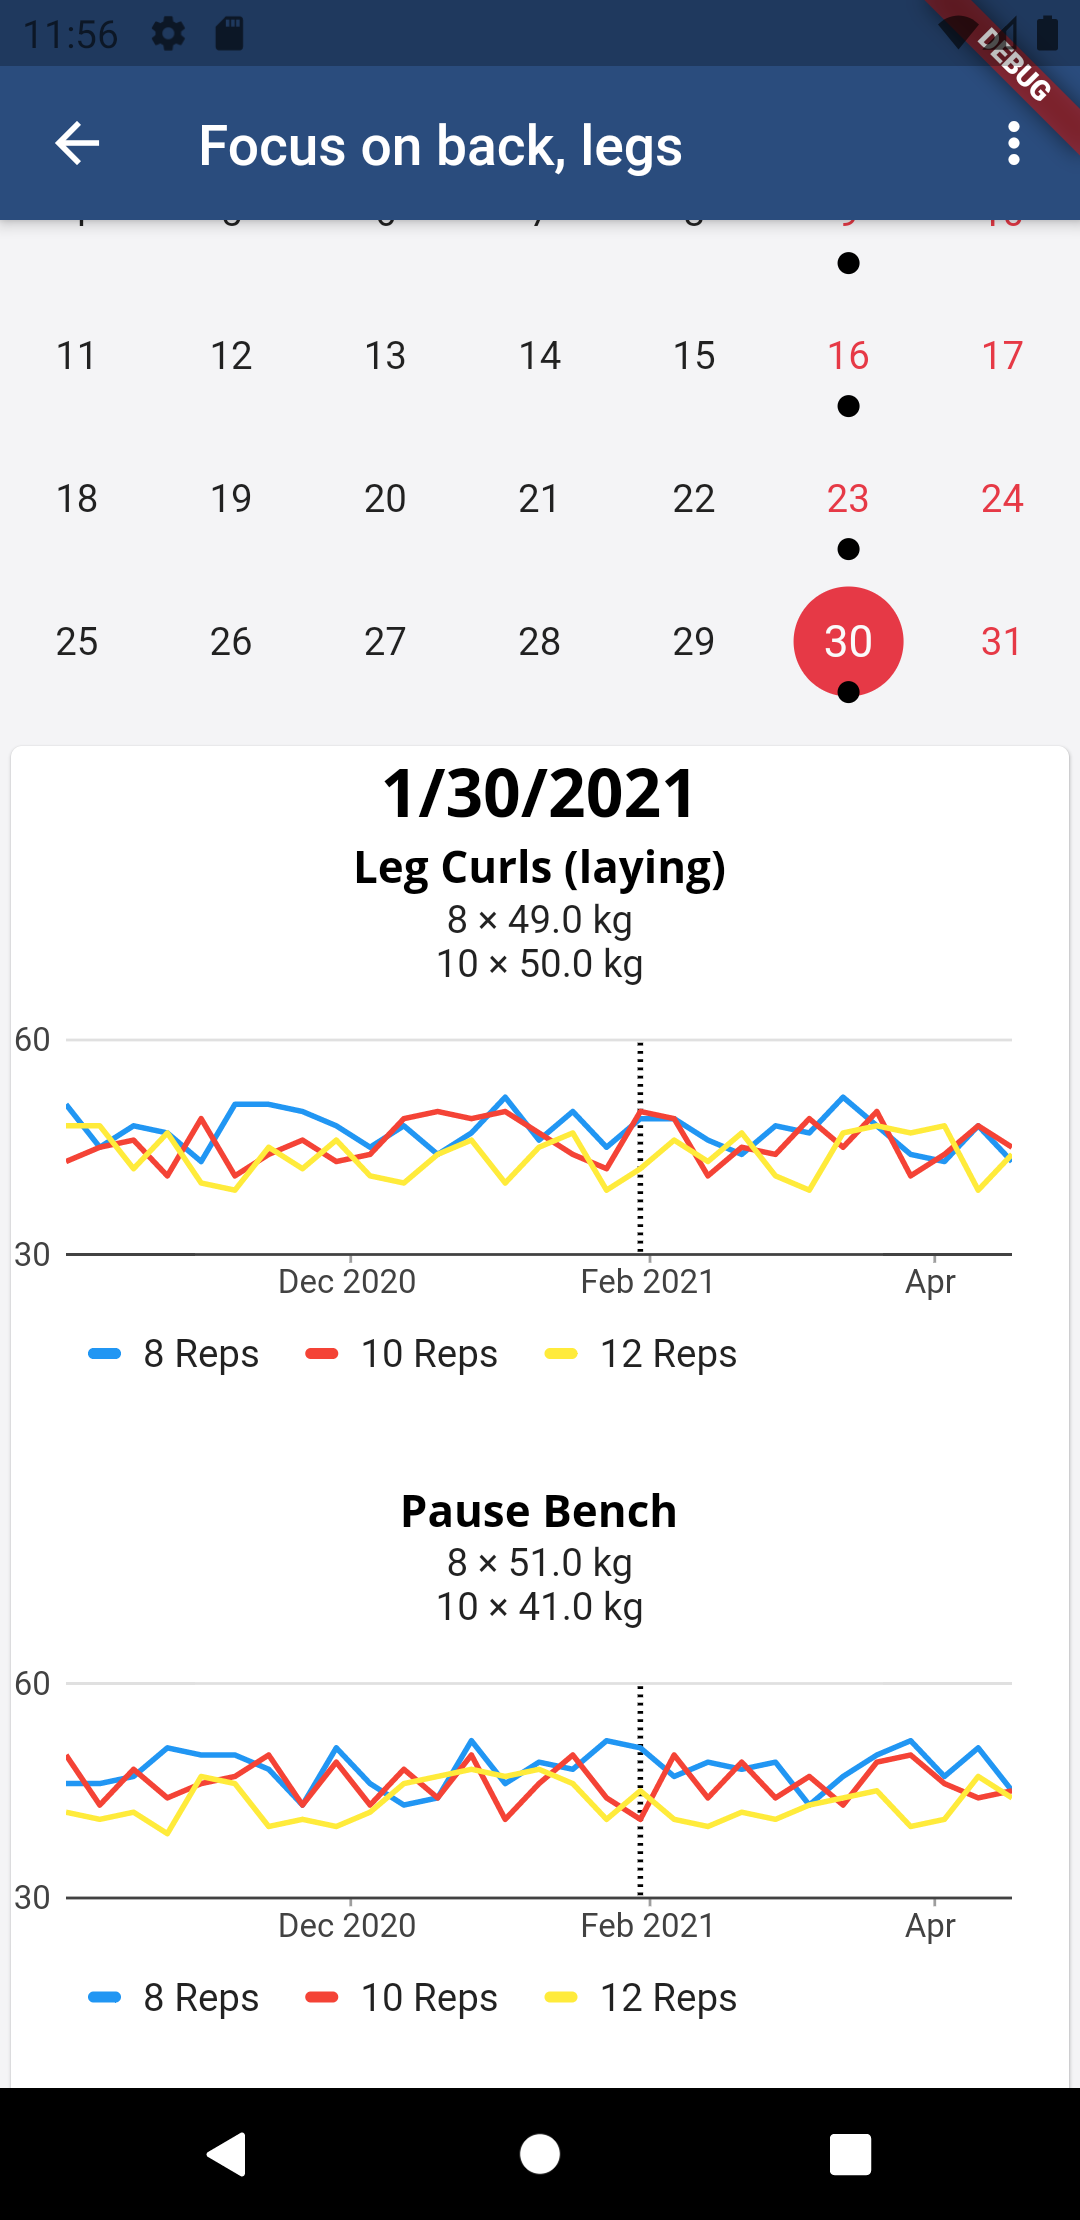 11:56
DEBUG
Focus on back, legs
11 12 13 14 15 16 17
18 19 20 21 22 23 24
25 26 27 28 29 30 31
1/30/2021
Leg Curls (laying)
8 × 49.0 kg
10 × 50.0 kg
60
30
Dec 2020 Feb 2021 Apr
8 Reps 10 Reps 12 Reps
Pause Bench
8 × 51.0 kg
10 × 41.0 kg
60
30
Dec 2020 Feb 2021 Apr
8 Reps 10 Reps 12 Reps